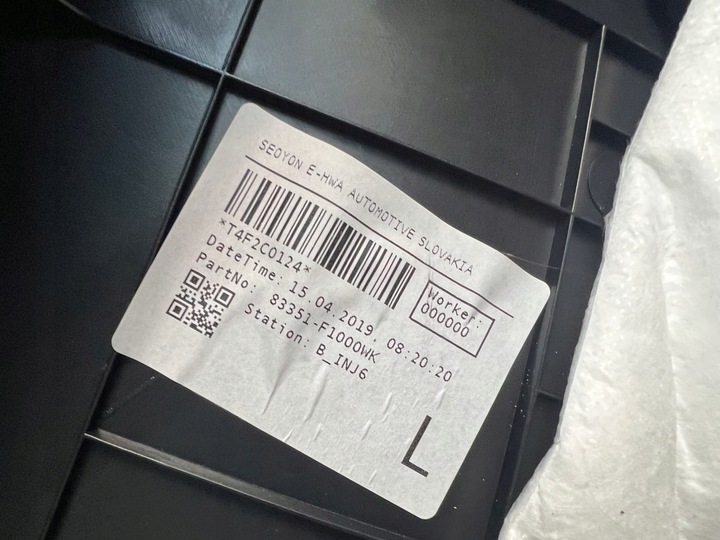 SEOYON E-HWA AUTOMOTIVE SLOVAKIA
*T4F2C0124*
Worker:
000000
DateTime: 15.04.2019, 08:20:20
PartNo: 83351-F1000WK
Station: B_INJ6
L